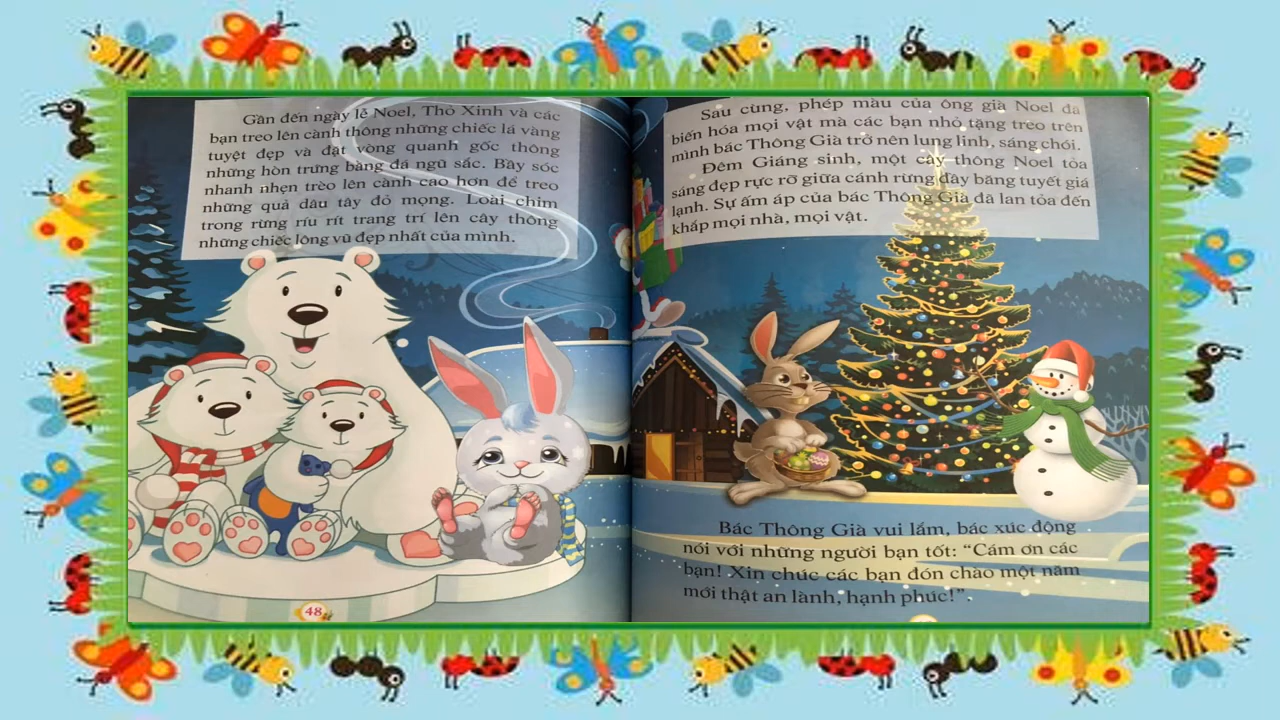 Gần đến ngày lễ Noel, Thỏ Xinh và các
bạn treo lên cành thông những chiếc lá vàng
tuyệt đẹp và đặt vòng quanh gốc thông
những hòn trứng bằng đá ngũ sắc. Bầy sóc
nhanh nhẹn trèo lên cành cao hơn để treo
những quả dâu tây đỏ mọng. Loài chim
trong rừng ríu rít trang trí lên cây thông
những chiếc lông vũ đẹp nhất của mình.
48
Sau cùng, phép màu của ông già Noel đã
biến hóa mọi vật mà các bạn nhỏ tặng treo trên
mình bác Thông Già trở nên lung linh, sáng chói.
Đêm Giáng sinh, một cây thông Noel tỏa
sáng đẹp rực rỡ giữa cánh rừng đầy băng tuyết giá
lạnh. Sự ấm áp của bác Thông Già đã lan tỏa đến
khắp mọi nhà, mọi vật.
Bác Thông Già vui lắm, bác xúc động
nói với những người bạn tốt: “Cám ơn các
bạn! Xin chúc các bạn đón chào một năm
mới thật an lành, hạnh phúc!”.